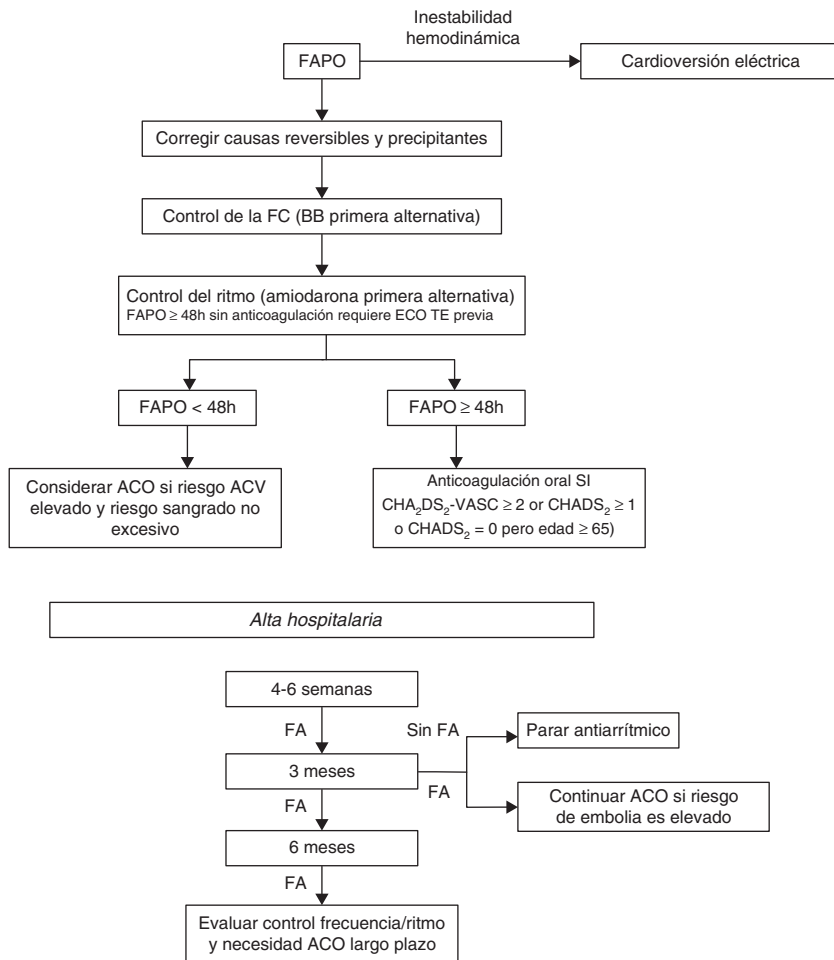 Inestabilidad
hemodinámica
FAPO
Cardioversión eléctrica
Corregir causas reversibles y precipitantes
Control de la FC (BB primera alternativa)
Control del ritmo (amiodarona primera alternativa)
FAPO ≥ 48h sin anticoagulación requiere ECO TE previa
FAPO < 48h
FAPO ≥ 48h
Considerar ACO si riesgo ACV
elevado y riesgo sangrado no
excesivo
Anticoagulación oral SI
CHA₂DS₂-VASC ≥ 2 or CHADS₂ ≥ 1
o CHADS₂ = 0 pero edad ≥ 65)
Alta hospitalaria
4-6 semanas
FA
Sin FA
Parar antiarrítmico
3 meses
FA
FA
Continuar ACO si riesgo
de embolia es elevado
6 meses
FA
Evaluar control frecuencia/ritmo
y necesidad ACO largo plazo